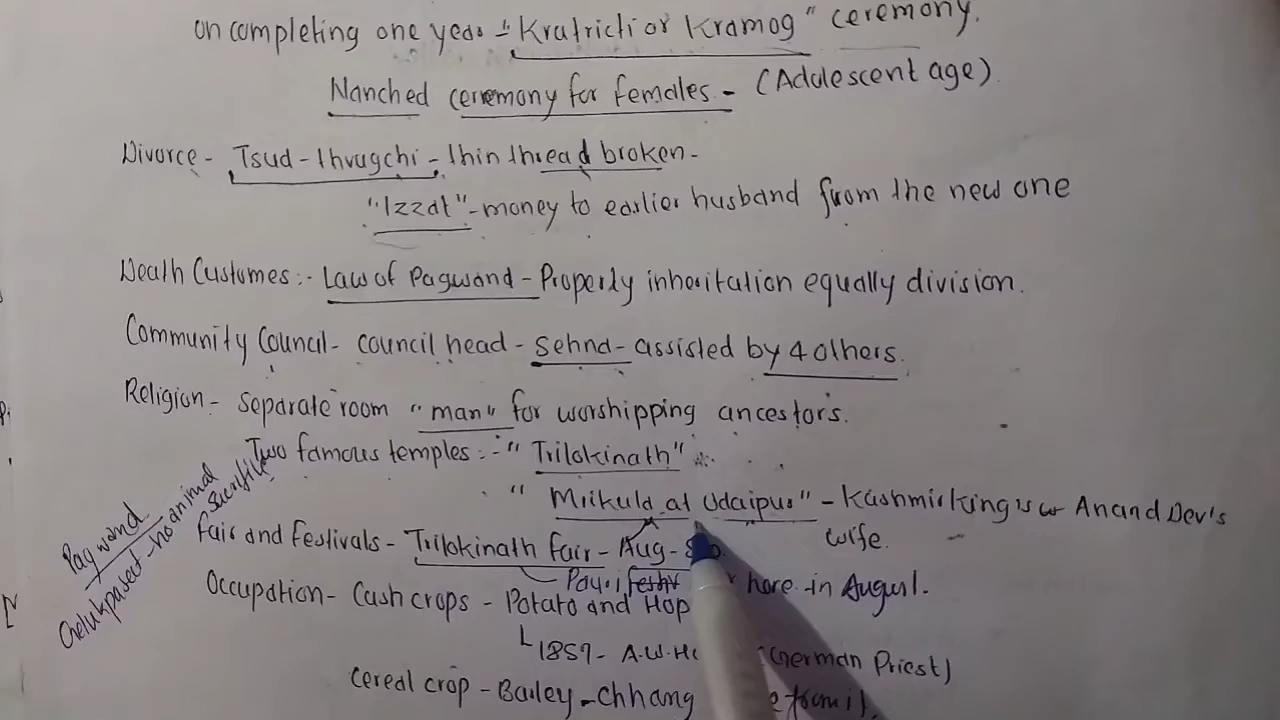 on completing one year - "Kratricti or Kramog" ceremony.
Nanched ceremony for females - (Adolescent age)
Divorce - Tsud-thvugchi - thin thread broken -
"Izzat" - money to earlier husband from the new one
Death Customes :- Law of Pagwand - Property inheritation equally division.
Community Council - council head - Sehna - assisted by 4 others.
Religion - separate room "man" for worshipping ancestors.
Two famous temples :- "Trilokinath"
"Mrikula at Udaipur" - Kashmir king's Anand Dev's
wife.
Fair and Festivals - Trilokinath fair - Aug -
Pauri in August.
Occupation - Cash crops - Potato and Hop
1857 - A.W. (German Priest)
Cereal crop - Barley - Chhang
Pagwand
no animal
sacrifice